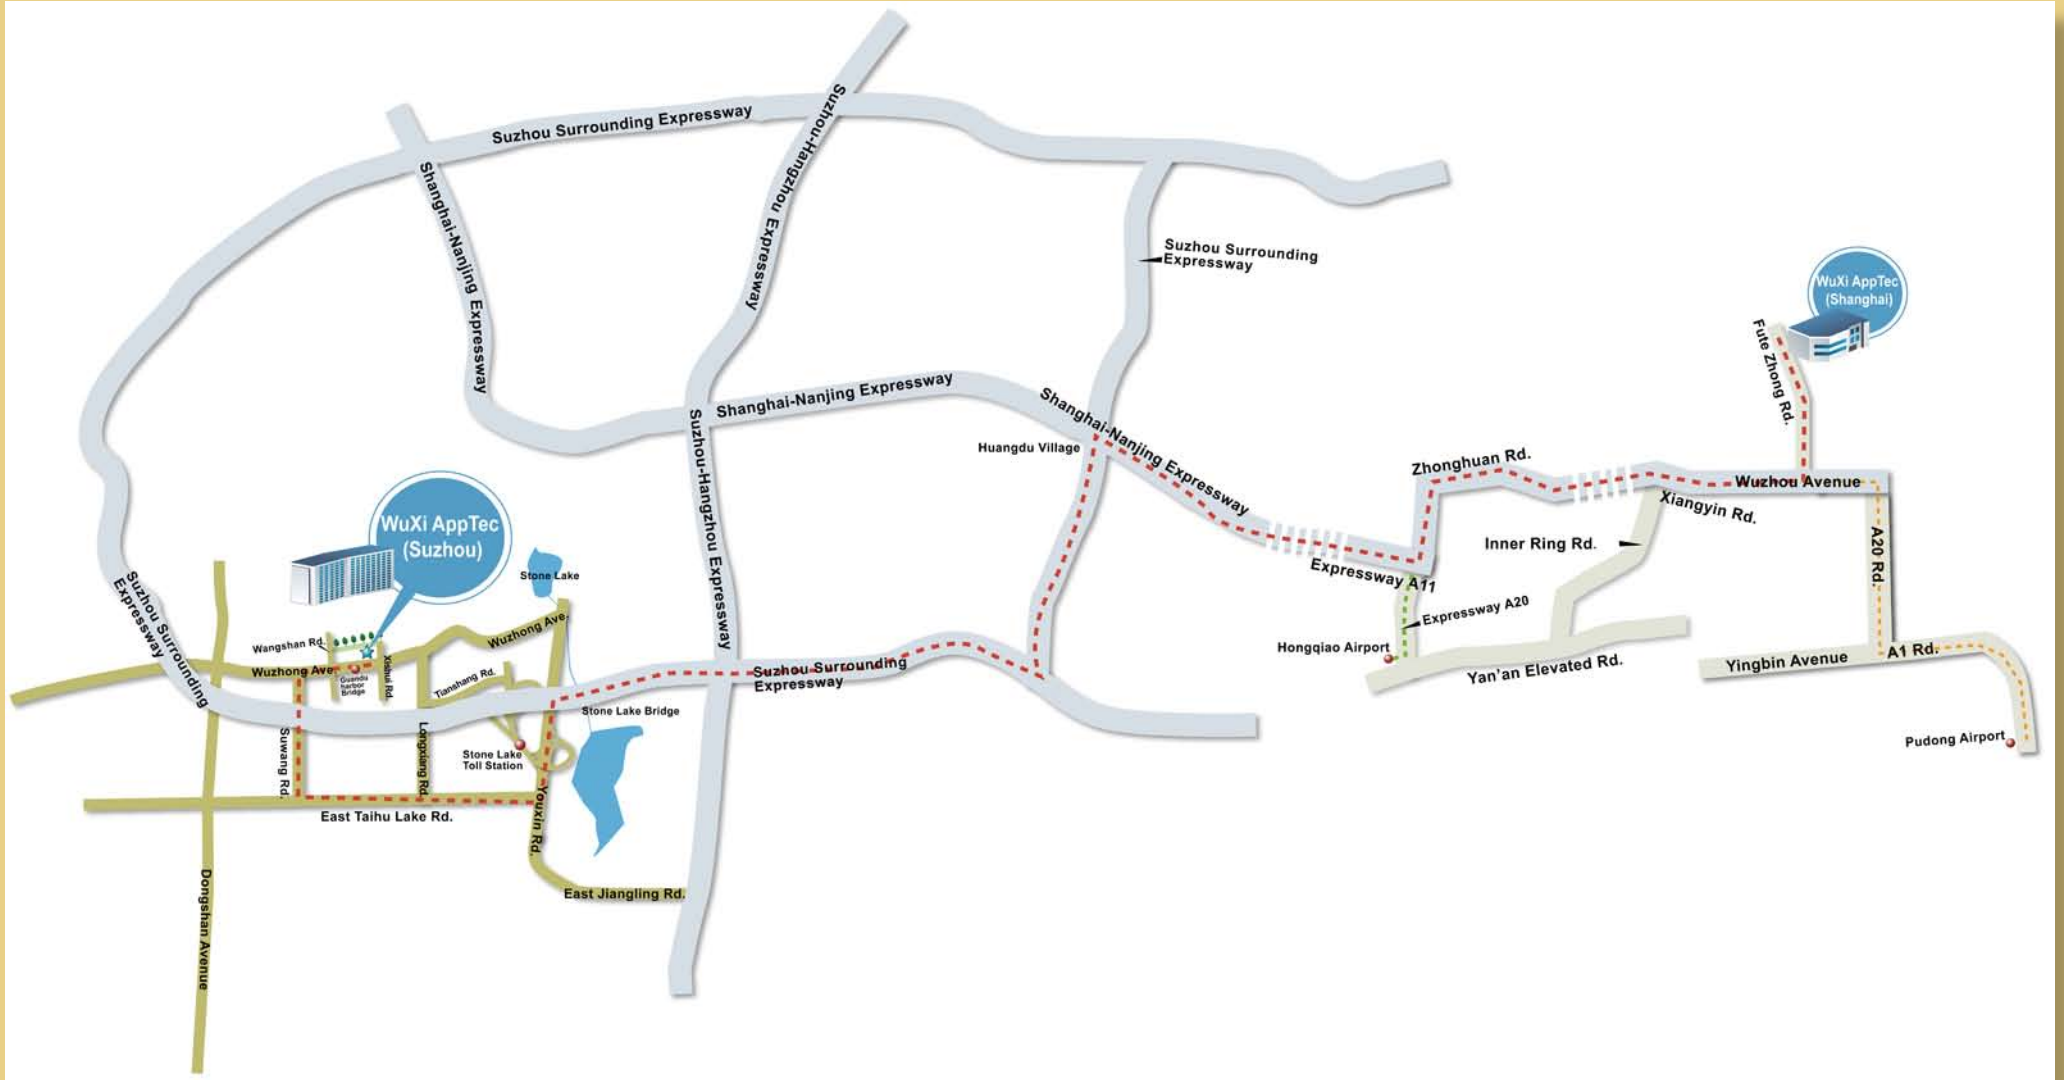 Suzhou Surrounding Expressway
Suzhou-Hangzhou Expressway
Shanghai-Nanjing Expressway
Suzhou Surrounding
Expressway
WuXi AppTec
(Shanghai)
Fute Zhong Rd.
Shanghai-Nanjing Expressway
Shanghai-Nanjing Expressway
Huangdu Village
Suzhou-Hangzhou Expressway
Zhonghuan Rd.
Wuzhou Avenue
Xiangyin Rd.
Inner Ring Rd.
A20 Rd.
Expressway A11
Expressway A20
Hongqiao Airport
Yan'an Elevated Rd.
Yingbin Avenue
A1 Rd.
Pudong Airport
WuXi AppTec
(Suzhou)
Stone Lake
Suzhou Surrounding
Expressway
Wangshan Rd.
Wuzhong Ave.
Wuzhong Ave.
Guandu
harbor
Bridge
Xishui Rd.
Tianshang Rd.
Suzhou Surrounding
Expressway
Stone Lake Bridge
Suwang Rd.
Longxiang Rd.
Stone Lake
Toll Station
Youxin Rd.
East Taihu Lake Rd.
Dongshan Avenue
East Jiangling Rd.